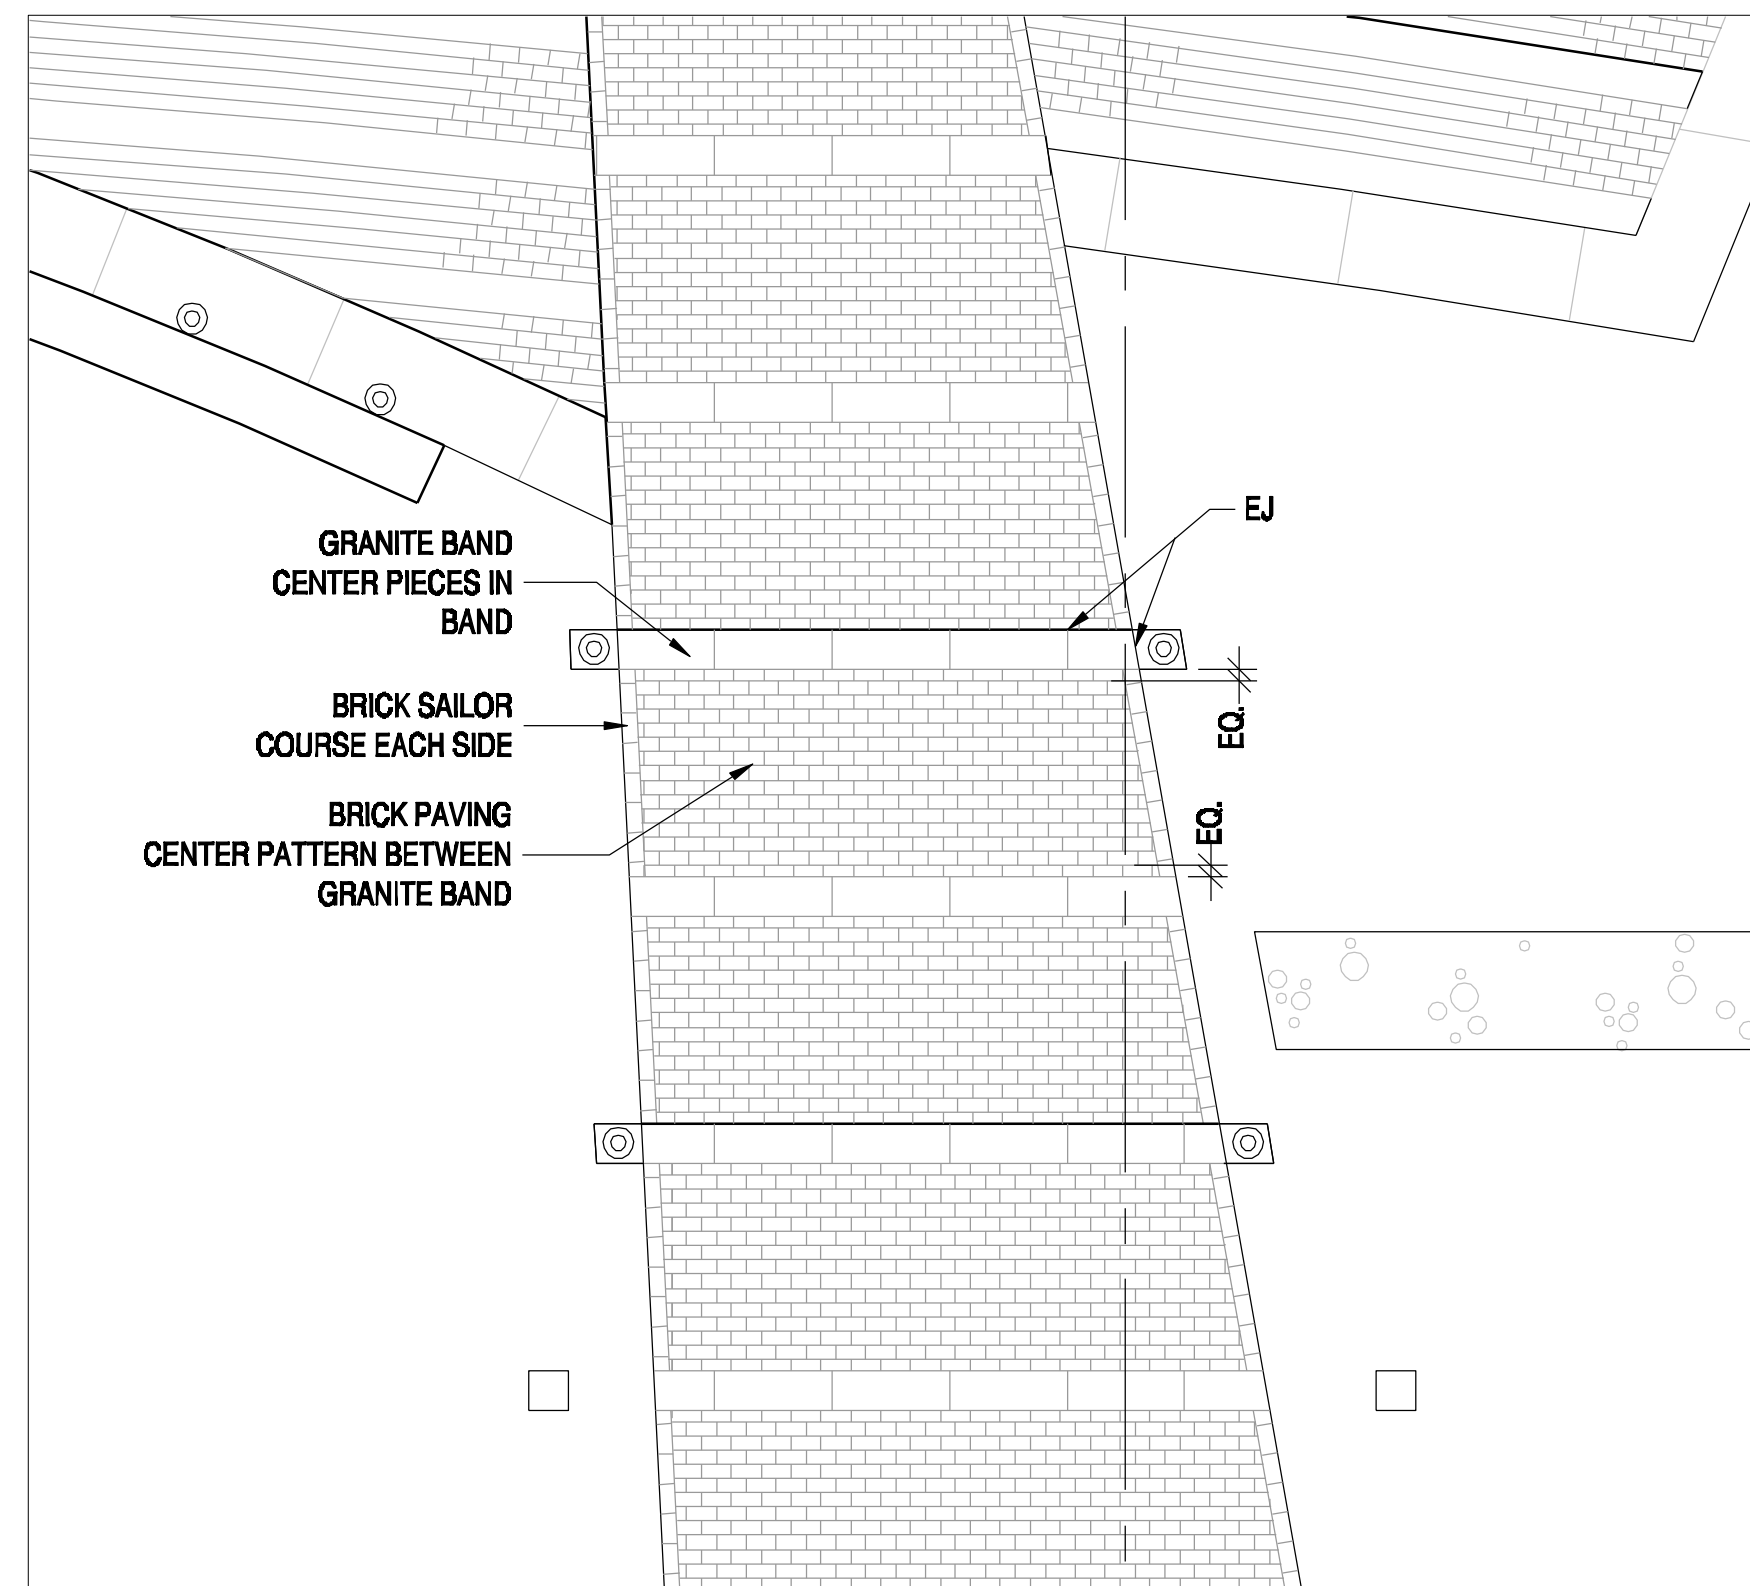 GRANITE BAND
CENTER PIECES IN
BAND
EJ
BRICK SAILOR
COURSE EACH SIDE
EQ.
BRICK PAVING
CENTER PATTERN BETWEEN
GRANITE BAND
EQ.